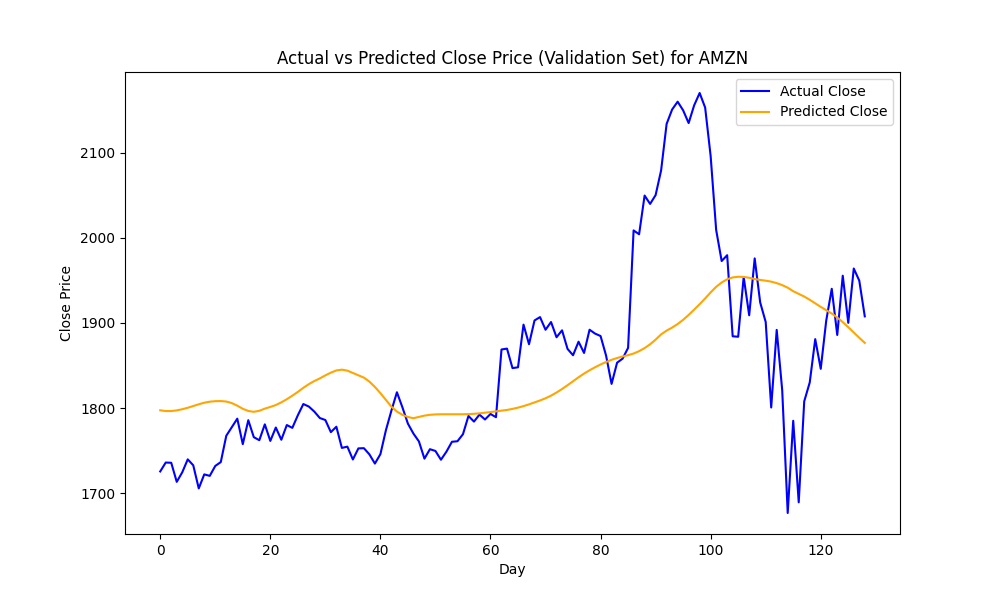 Actual vs Predicted Close Price (Validation Set) for AMZN
Actual Close
Predicted Close
Close Price
2100
2000
1900
1800
1700
0 20 40 60 80 100 120
Day